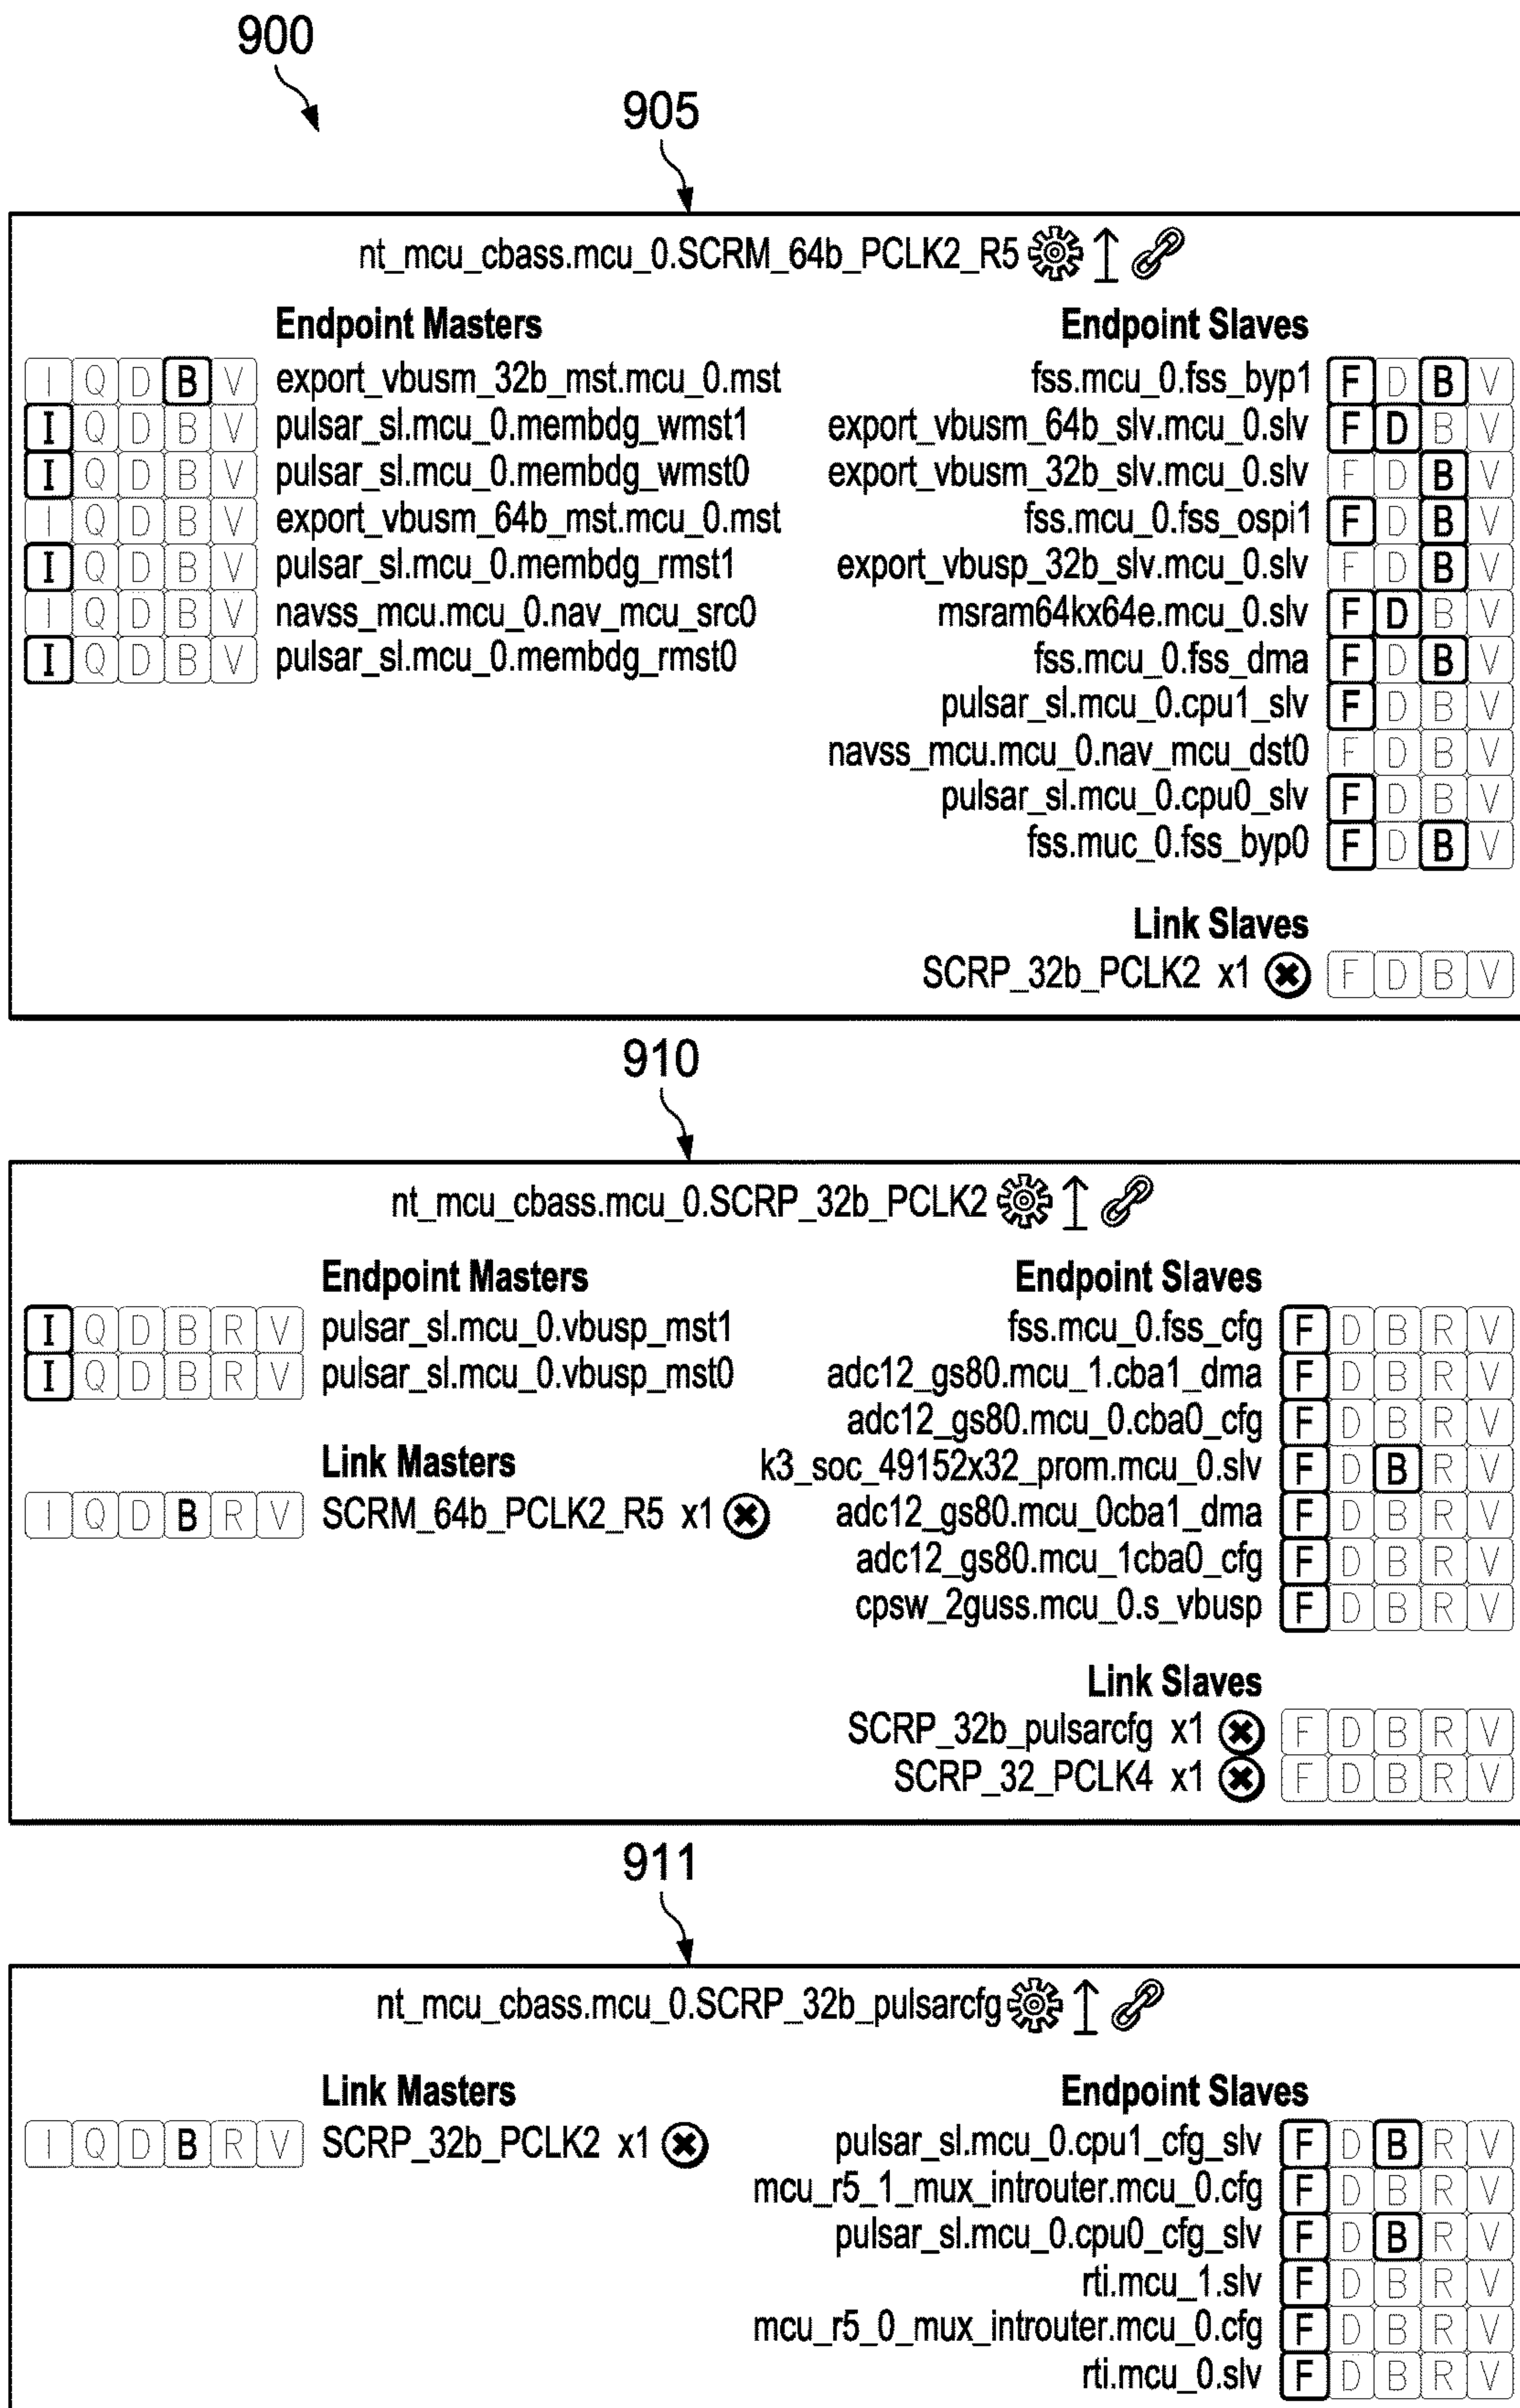 900
905
nt_mcu_cbass.mcu_0.SCRM_64b_PCLK2_R5
Endpoint Masters Endpoint Slaves
I Q D B V export_vbusm_32b_mst.mcu_0.mst fss.mcu_0.fss_byp1 F D B V
I Q D B V pulsar_sl.mcu_0.membdg_wmst1 export_vbusm_64b_slv.mcu_0.slv F D B V
I Q D B V pulsar_sl.mcu_0.membdg_wmst0 export_vbusm_32b_slv.mcu_0.slv F D B V
I Q D B V export_vbusm_64b_mst.mcu_0.mst fss.mcu_0.fss_ospi1 F D B V
I Q D B V pulsar_sl.mcu_0.membdg_rmst1 export_vbusp_32b_slv.mcu_0.slv F D B V
I Q D B V navss_mcu.mcu_0.nav_mcu_src0 msram64kx64e.mcu_0.slv F D B V
I Q D B V pulsar_sl.mcu_0.membdg_rmst0 fss.mcu_0.fss_dma F D B V
pulsar_sl.mcu_0.cpu1_slv F D B V
navss_mcu.mcu_0.nav_mcu_dst0 F D B V
pulsar_sl.mcu_0.cpu0_slv F D B V
fss.muc_0.fss_byp0 F D B V
Link Slaves
SCRP_32b_PCLK2 x1 F D B V
910
nt_mcu_cbass.mcu_0.SCRP_32b_PCLK2
Endpoint Masters Endpoint Slaves
I Q D B R V pulsar_sl.mcu_0.vbusp_mst1 fss.mcu_0.fss_cfg F D B R V
I Q D B R V pulsar_sl.mcu_0.vbusp_mst0 adc12_gs80.mcu_1.cba1_dma F D B R V
adc12_gs80.mcu_0.cba0_cfg F D B R V
Link Masters k3_soc_49152x32_prom.mcu_0.slv F D B R V
I Q D B R V SCRM_64b_PCLK2_R5 x1 adc12_gs80.mcu_0cba1_dma F D B R V
adc12_gs80.mcu_1cba0_cfg F D B R V
cpsw_2guss.mcu_0.s_vbusp F D B R V
Link Slaves
SCRP_32b_pulsarcfg x1 F D B R V
SCRP_32_PCLK4 x1 F D B R V
911
nt_mcu_cbass.mcu_0.SCRP_32b_pulsarcfg
Link Masters Endpoint Slaves
I Q D B R V SCRP_32b_PCLK2 x1 pulsar_sl.mcu_0.cpu1_cfg_slv F D B R V
mcu_r5_1_mux_introuter.mcu_0.cfg F D B R V
pulsar_sl.mcu_0.cpu0_cfg_slv F D B R V
rti.mcu_1.slv F D B R V
mcu_r5_0_mux_introuter.mcu_0.cfg F D B R V
rti.mcu_0.slv F D B R V